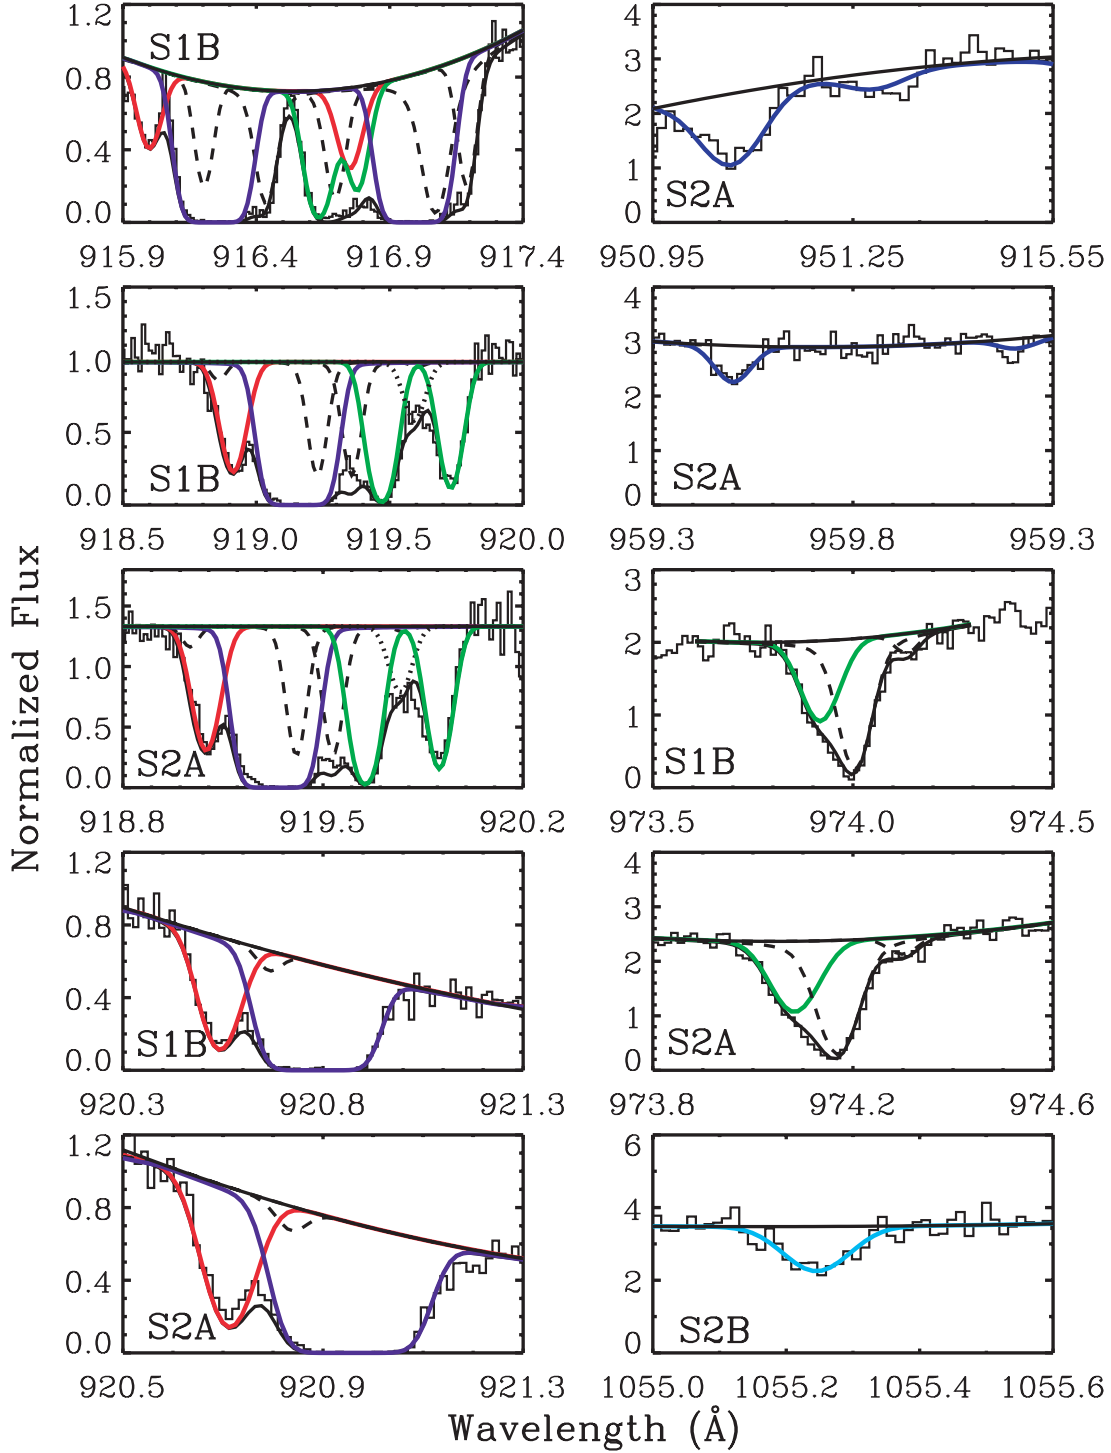 Normalized Flux
1.2
0.8
0.4
0.0
S1B
915.9 916.4 916.9 917.4
4
3
2
1
0
S2A
950.95 951.25 915.55
1.5
1.0
0.5
0.0
S1B
918.5 919.0 919.5 920.0
4
3
2
1
0
S2A
959.3 959.8 959.3
1.5
1.0
0.5
0.0
S2A
918.8 919.5 920.2
3
2
1
0
S1B
973.5 974.0 974.5
1.2
0.8
0.4
0.0
S1B
920.3 920.8 921.3
4
3
2
1
0
S2A
973.8 974.2 974.6
1.2
0.8
0.4
0.0
S2A
920.5 920.9 921.3
6
4
2
0
S2B
1055.0 1055.2 1055.4 1055.6
Wavelength (Å)